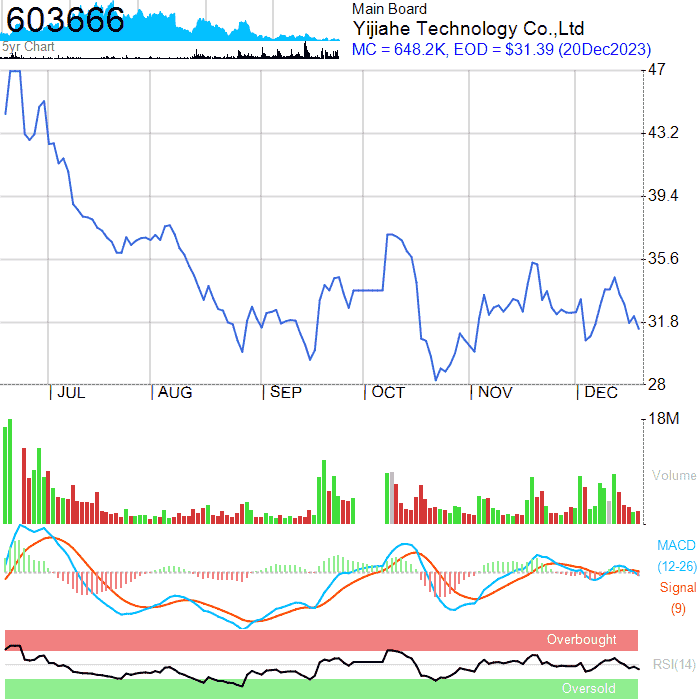 603666
5yr Chart
Main Board
Yijiahe Technology Co.,Ltd
MC = 648.2K, EOD = $31.39 (20Dec2023)
47
43.2
39.4
35.6
31.8
28
JUL AUG SEP OCT NOV DEC
18M
Volume
MACD
(12-26)
Signal
(9)
Overbought
RSI(14)
Oversold